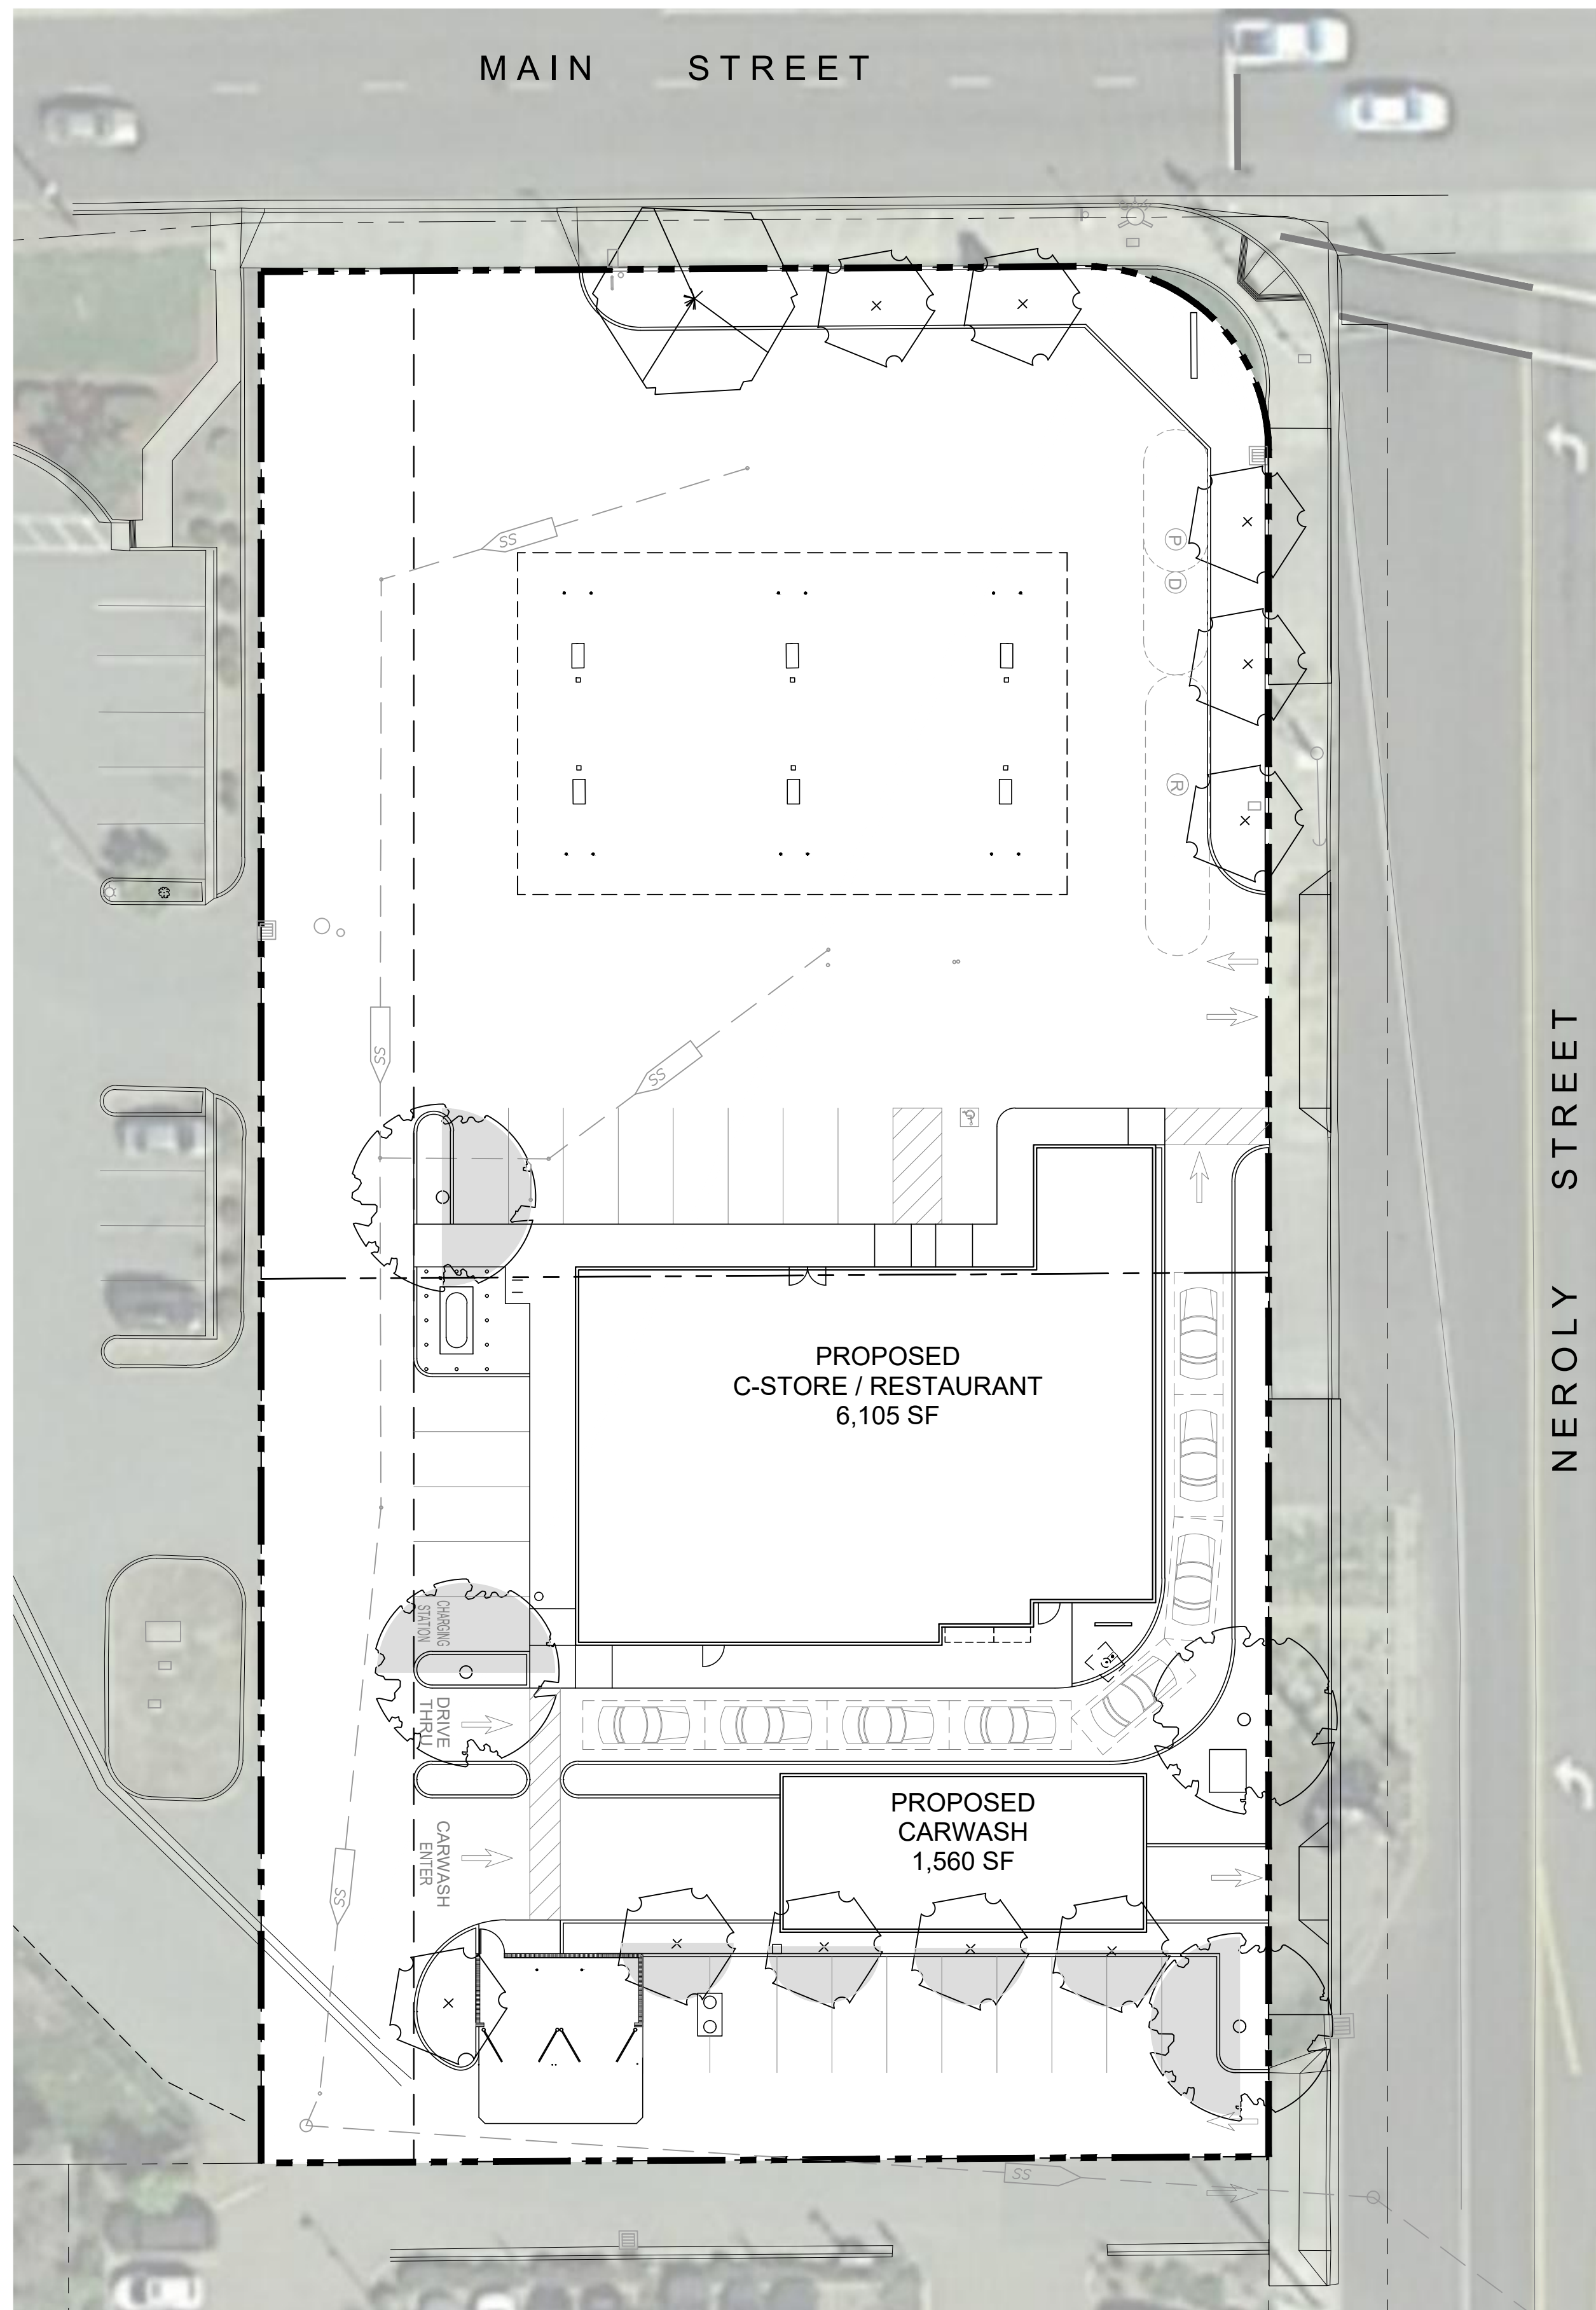 MAIN STREET
SS
P
D
R
SS
SS
NEROLY STREET
PROPOSED
C-STORE / RESTAURANT
6,105 SF
CHARGING
STATION
DRIVE
THRU
PROPOSED
CARWASH
1,560 SF
CARWASH
ENTER
SS
SS